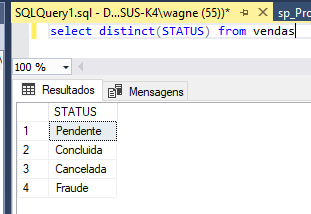 SQLQuery1.sql - D...SUS-K4\wagne (55))* sp_Pro
select distinct(STATUS) from vendas
100 %
Resultados Mensagens
STATUS
1 Pendente
2 Concluida
3 Cancelada
4 Fraude